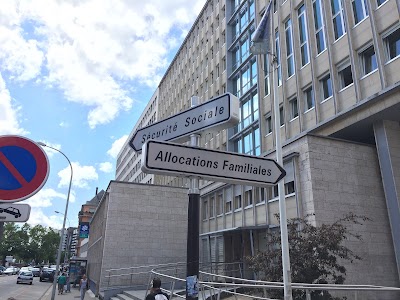 Sécurité Sociale
Allocations Familiales